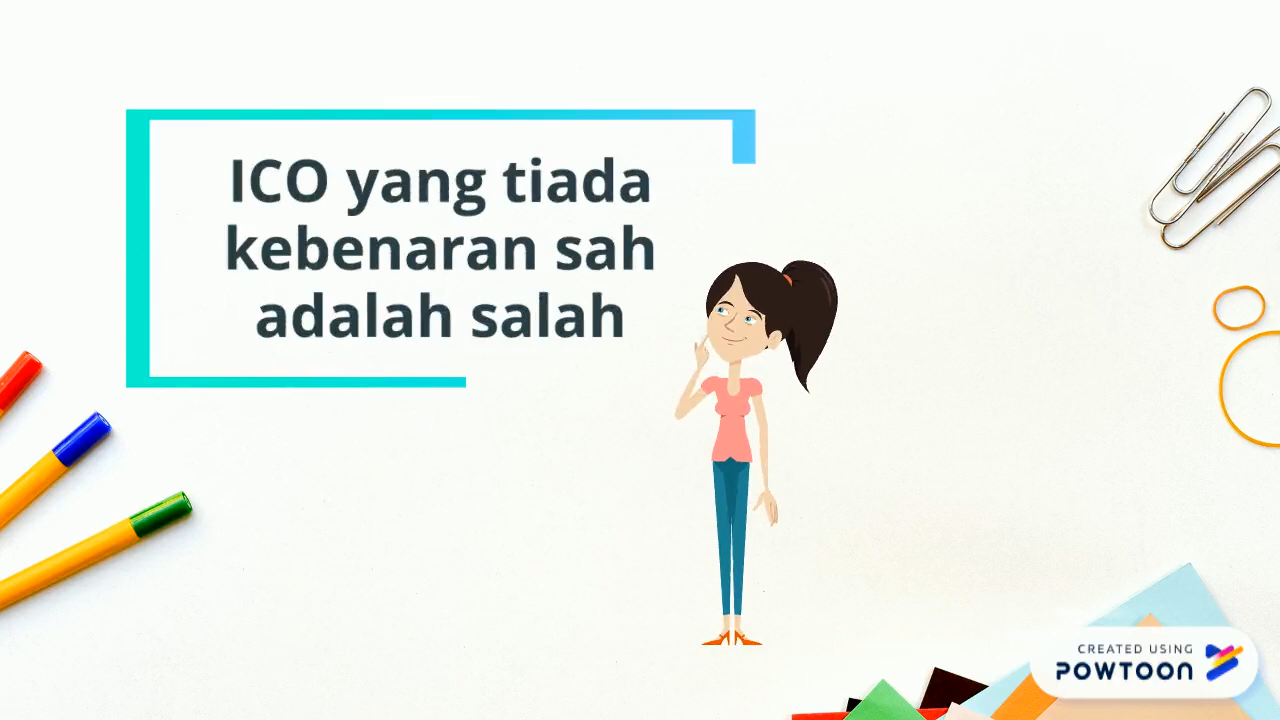 ICO yang tiada
kebenaran sah
adalah salah
CREATED USING
POWTOON